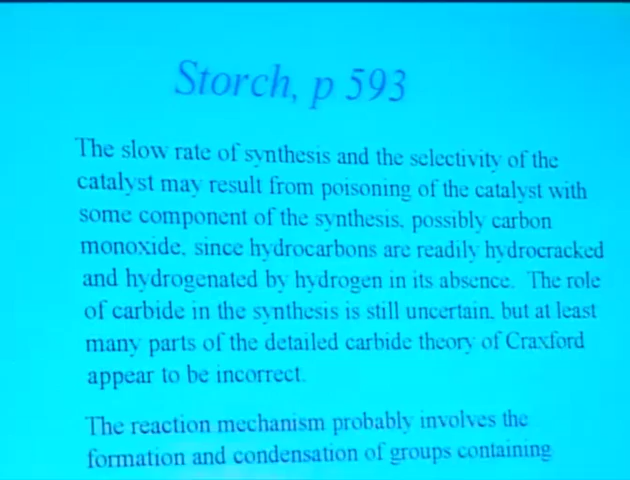 Storch, p 593
The slow rate of synthesis and the selectivity of the
catalyst may result from poisoning of the catalyst with
some component of the synthesis, possibly carbon
monoxide, since hydrocarbons are readily hydrocracked
and hydrogenated by hydrogen in its absence. The role
of carbide in the synthesis is still uncertain, but at least
many parts of the detailed carbide theory of Craxford
appear to be incorrect.
The reaction mechanism probably involves the
formation and condensation of groups containing